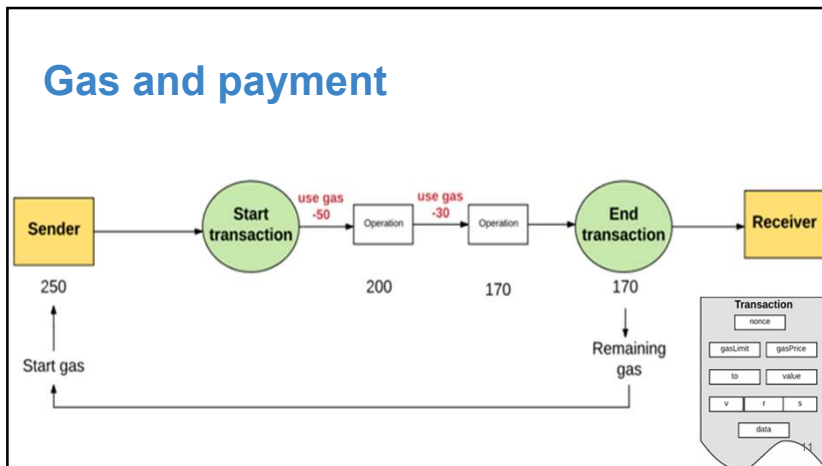 Gas and payment
Sender
Start
transaction
use gas
-50
Operation
use gas
-30
Operation
End
transaction
Receiver
250
200
170
170
Start gas
Remaining
gas
Transaction
nonce
gasLimit
gasPrice
to
value
v
r
s
data
11